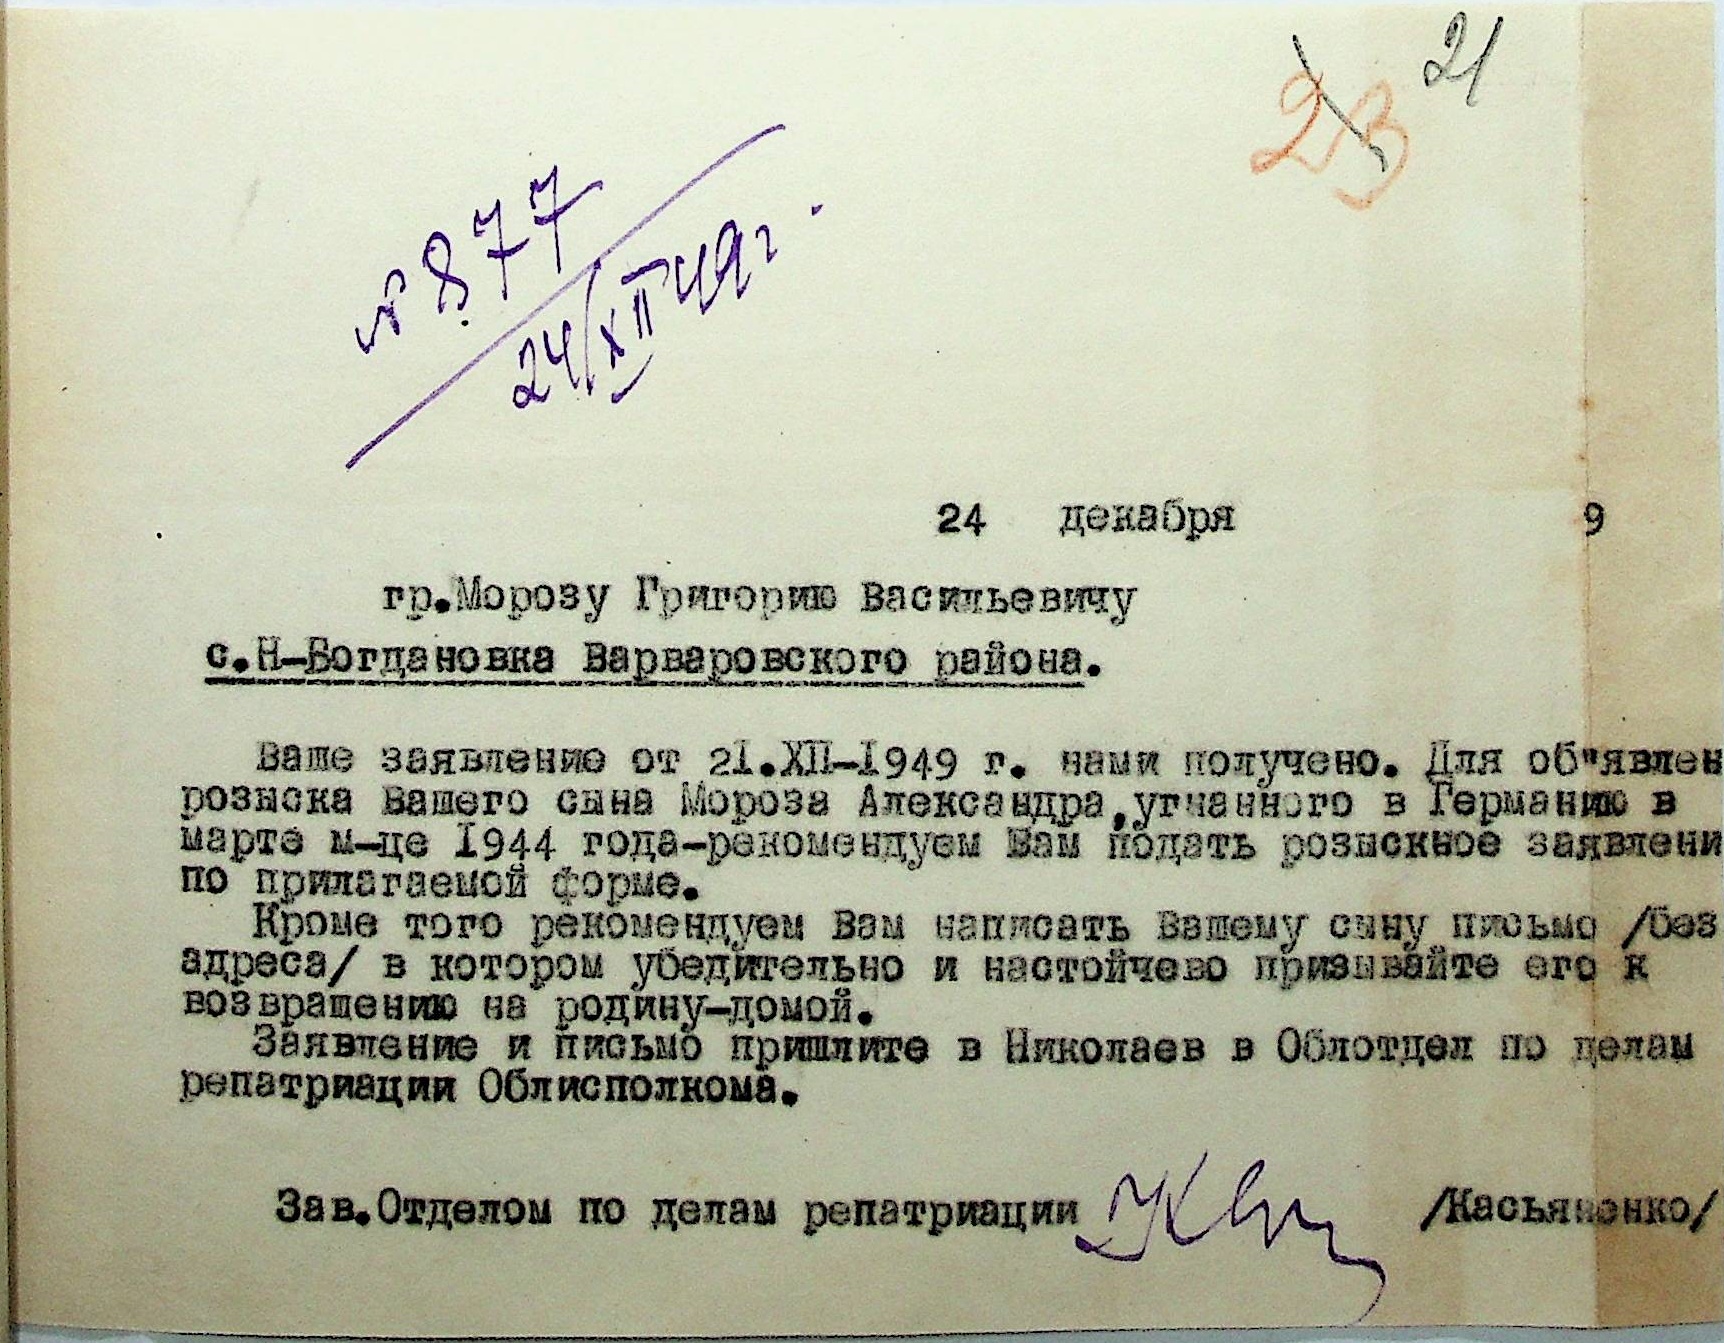 21
23
№ 877
24/XII 49 г.
24 декабря 9
гр.Морозу Григорию Васильевичу
с.Н-Богдановка Варваровского района.
Ваше заявление от 21.XII-1949 г. нами получено. Для об"явлен
розыска Вашего сына Мороза Александра,угнанного в Германию в
марте м-це 1944 года-рекомендуем Вам подать розыскное заявлени
по прилагаемой форме.
Кроме того рекомендуем Вам написать Вашему сыну письмо /без
адреса/ в котором убедительно и настойчево призывайте его к
возвращению на родину-домой.
Заявление и письмо пришлите в Николаев в Облотдел по делам
репатриации Облисполкома.
Зав.Отделом по делам репатриации /Касьяненко/